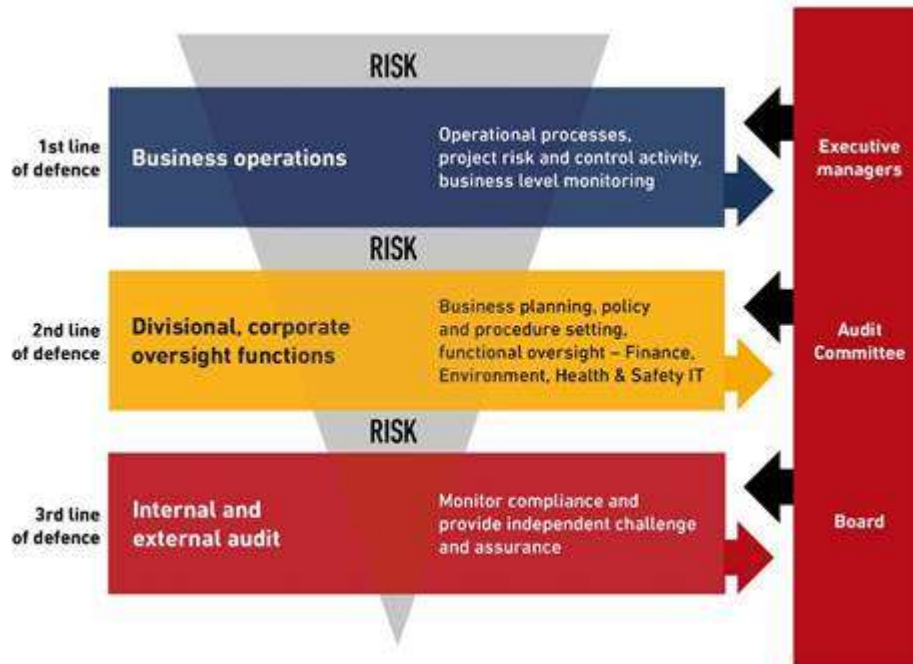 RISK
1st line
of defence
Business operations
Operational processes,
project risk and control activity,
business level monitoring
Executive
managers
RISK
2nd line
of defence
Divisional, corporate
oversight functions
Business planning, policy
and procedure setting,
functional oversight – Finance,
Environment, Health & Safety IT
Audit
Committee
RISK
3rd line
of defence
Internal and
external audit
Monitor compliance and
provide independent challenge
and assurance
Board